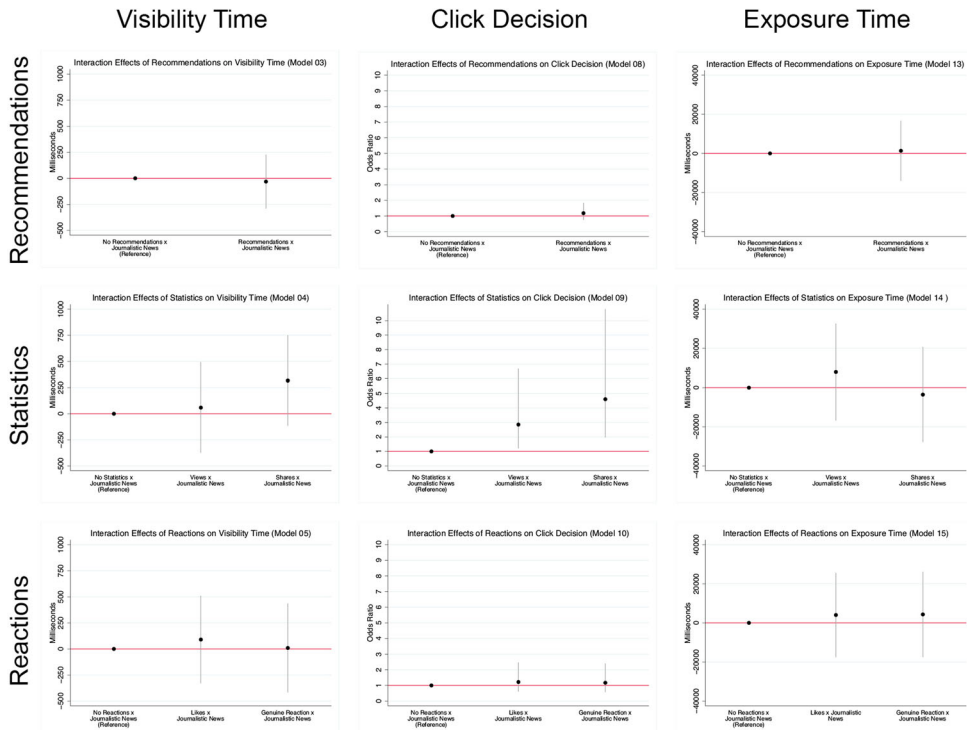 Visibility Time
Click Decision
Exposure Time
Recommendations
Interaction Effects of Recommendations on Visibility Time (Model 03)
Milliseconds
1000
750
500
250
0
−250
−500
No Recommendations x
Journalistic News
(Reference)
Recommendations x
Journalistic News
Interaction Effects of Recommendations on Click Decision (Model 08)
Odds Ratio
10
9
8
7
6
5
4
3
2
1
0
No Recommendations x
Journalistic News
(Reference)
Recommendations x
Journalistic News
Interaction Effects of Recommendations on Exposure Time (Model 13)
Milliseconds
40000
20000
0
−20000
−40000
No Recommendations x
Journalistic News
(Reference)
Recommendations x
Journalistic News
Statistics
Interaction Effects of Statistics on Visibility Time (Model 04)
Milliseconds
1000
750
500
250
0
−250
−500
No Statistics x
Journalistic News
(Reference)
Views x
Journalistic News
Shares x
Journalistic News
Interaction Effects of Statistics on Click Decision (Model 09)
Odds Ratio
10
9
8
7
6
5
4
3
2
1
0
No Statistics x
Journalistic News
(Reference)
Views x
Journalistic News
Shares x
Journalistic News
Interaction Effects of Statistics on Exposure Time (Model 14 )
Milliseconds
40000
20000
0
−20000
−40000
No Statistics x
Journalistic News
(Reference)
Views x
Journalistic News
Shares x
Journalistic News
Reactions
Interaction Effects of Reactions on Visibility Time (Model 05)
Milliseconds
1000
750
500
250
0
−250
−500
No Reactions x
Journalistic News
(Reference)
Likes x
Journalistic News
Genuine Reaction x
Journalistic News
Interaction Effects of Reactions on Click Decision (Model 10)
Odds Ratio
10
9
8
7
6
5
4
3
2
1
0
No Reactions x
Journalistic News
(Reference)
Likes x
Journalistic News
Genuine Reaction x
Journalistic News
Interaction Effects of Reactions on Exposure Time (Model 15)
Milliseconds
40000
20000
0
−20000
−40000
No Reactions x
Journalistic News
(Reference)
Likes x Journalistic
News
Genuine Reaction x
Journalistic News